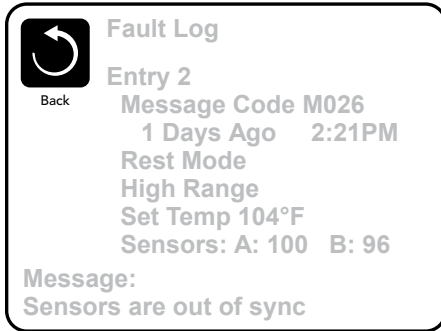 Fault Log
Entry 2
Back
Message Code M026
1 Days Ago 2:21PM
Rest Mode
High Range
Set Temp 104°F
Sensors: A: 100 B: 96
Message:
Sensors are out of sync